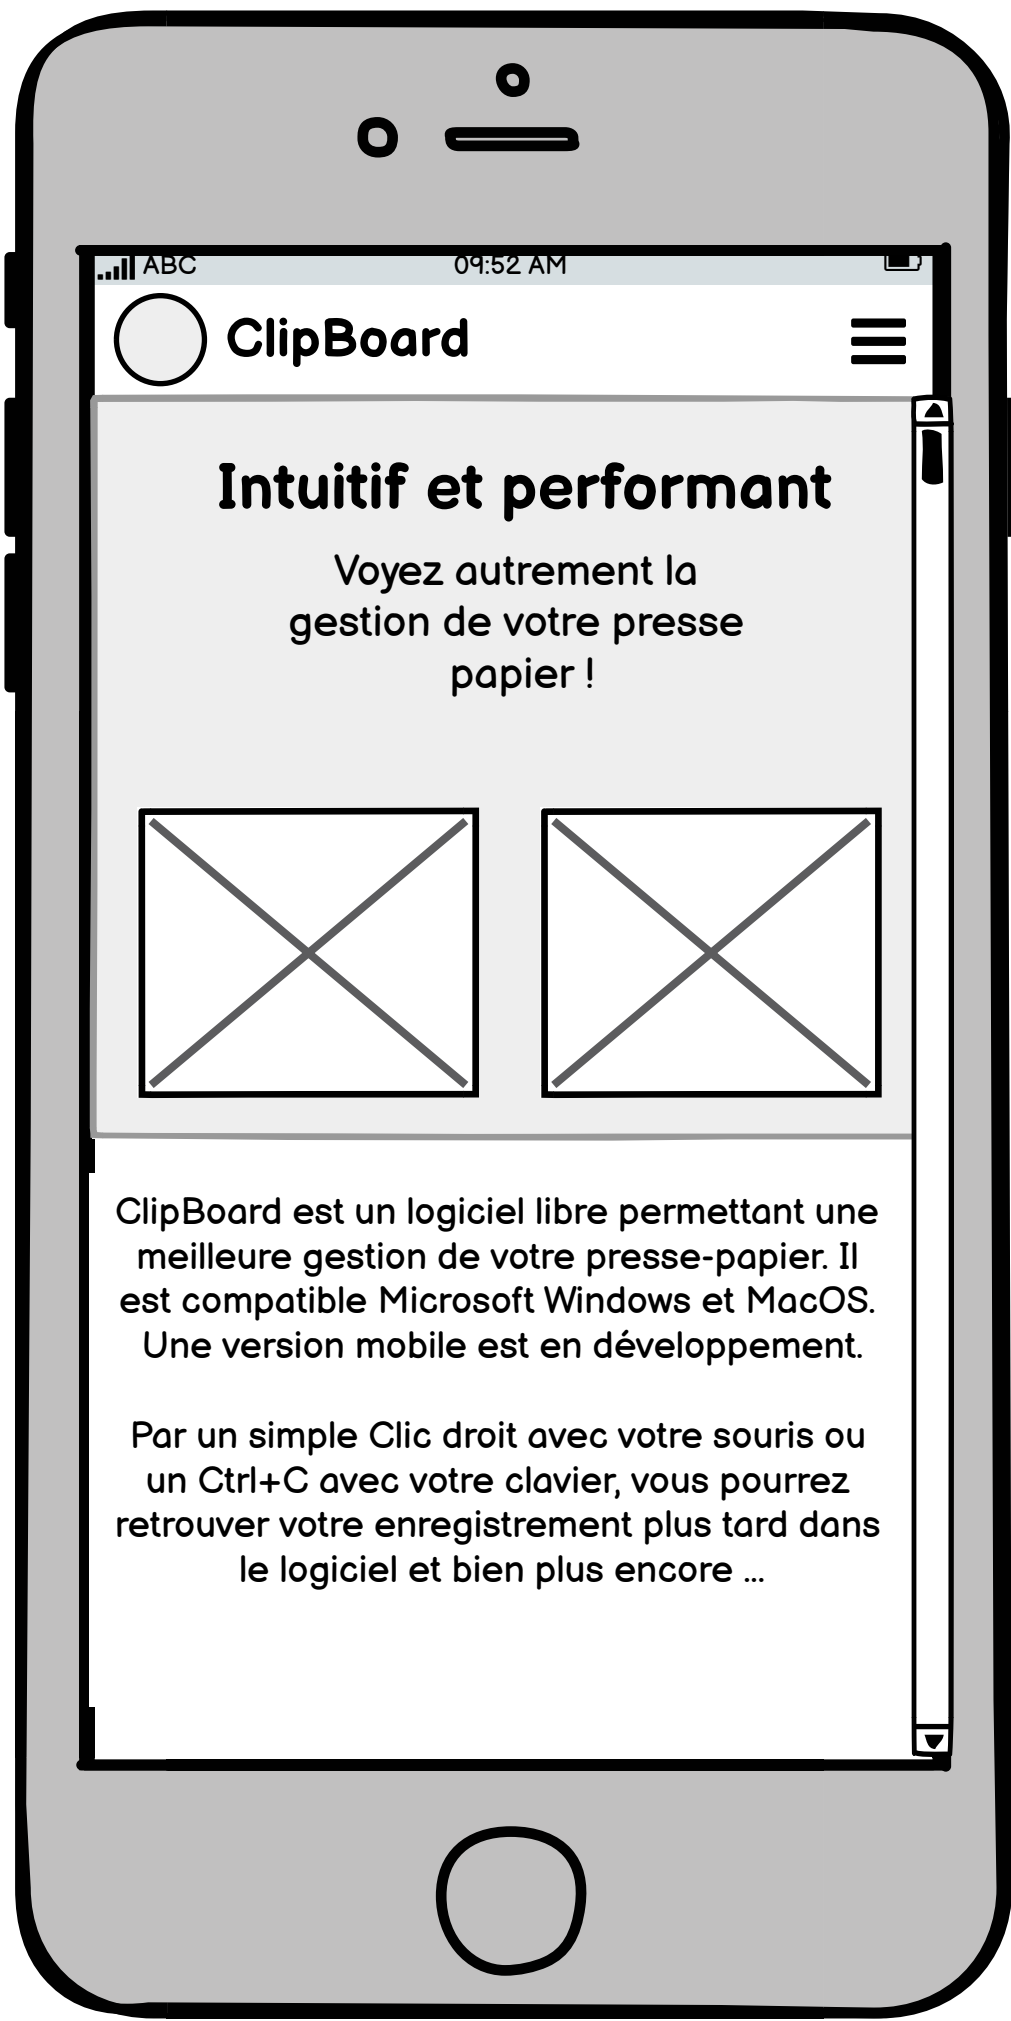 ABC 09:52 AM
ClipBoard
Intuitif et performant
Voyez autrement la
gestion de votre presse
papier !
ClipBoard est un logiciel libre permettant une
meilleure gestion de votre presse-papier. Il
est compatible Microsoft Windows et MacOS.
Une version mobile est en développement.
Par un simple Clic droit avec votre souris ou
un Ctrl+C avec votre clavier, vous pourrez
retrouver votre enregistrement plus tard dans
le logiciel et bien plus encore ...